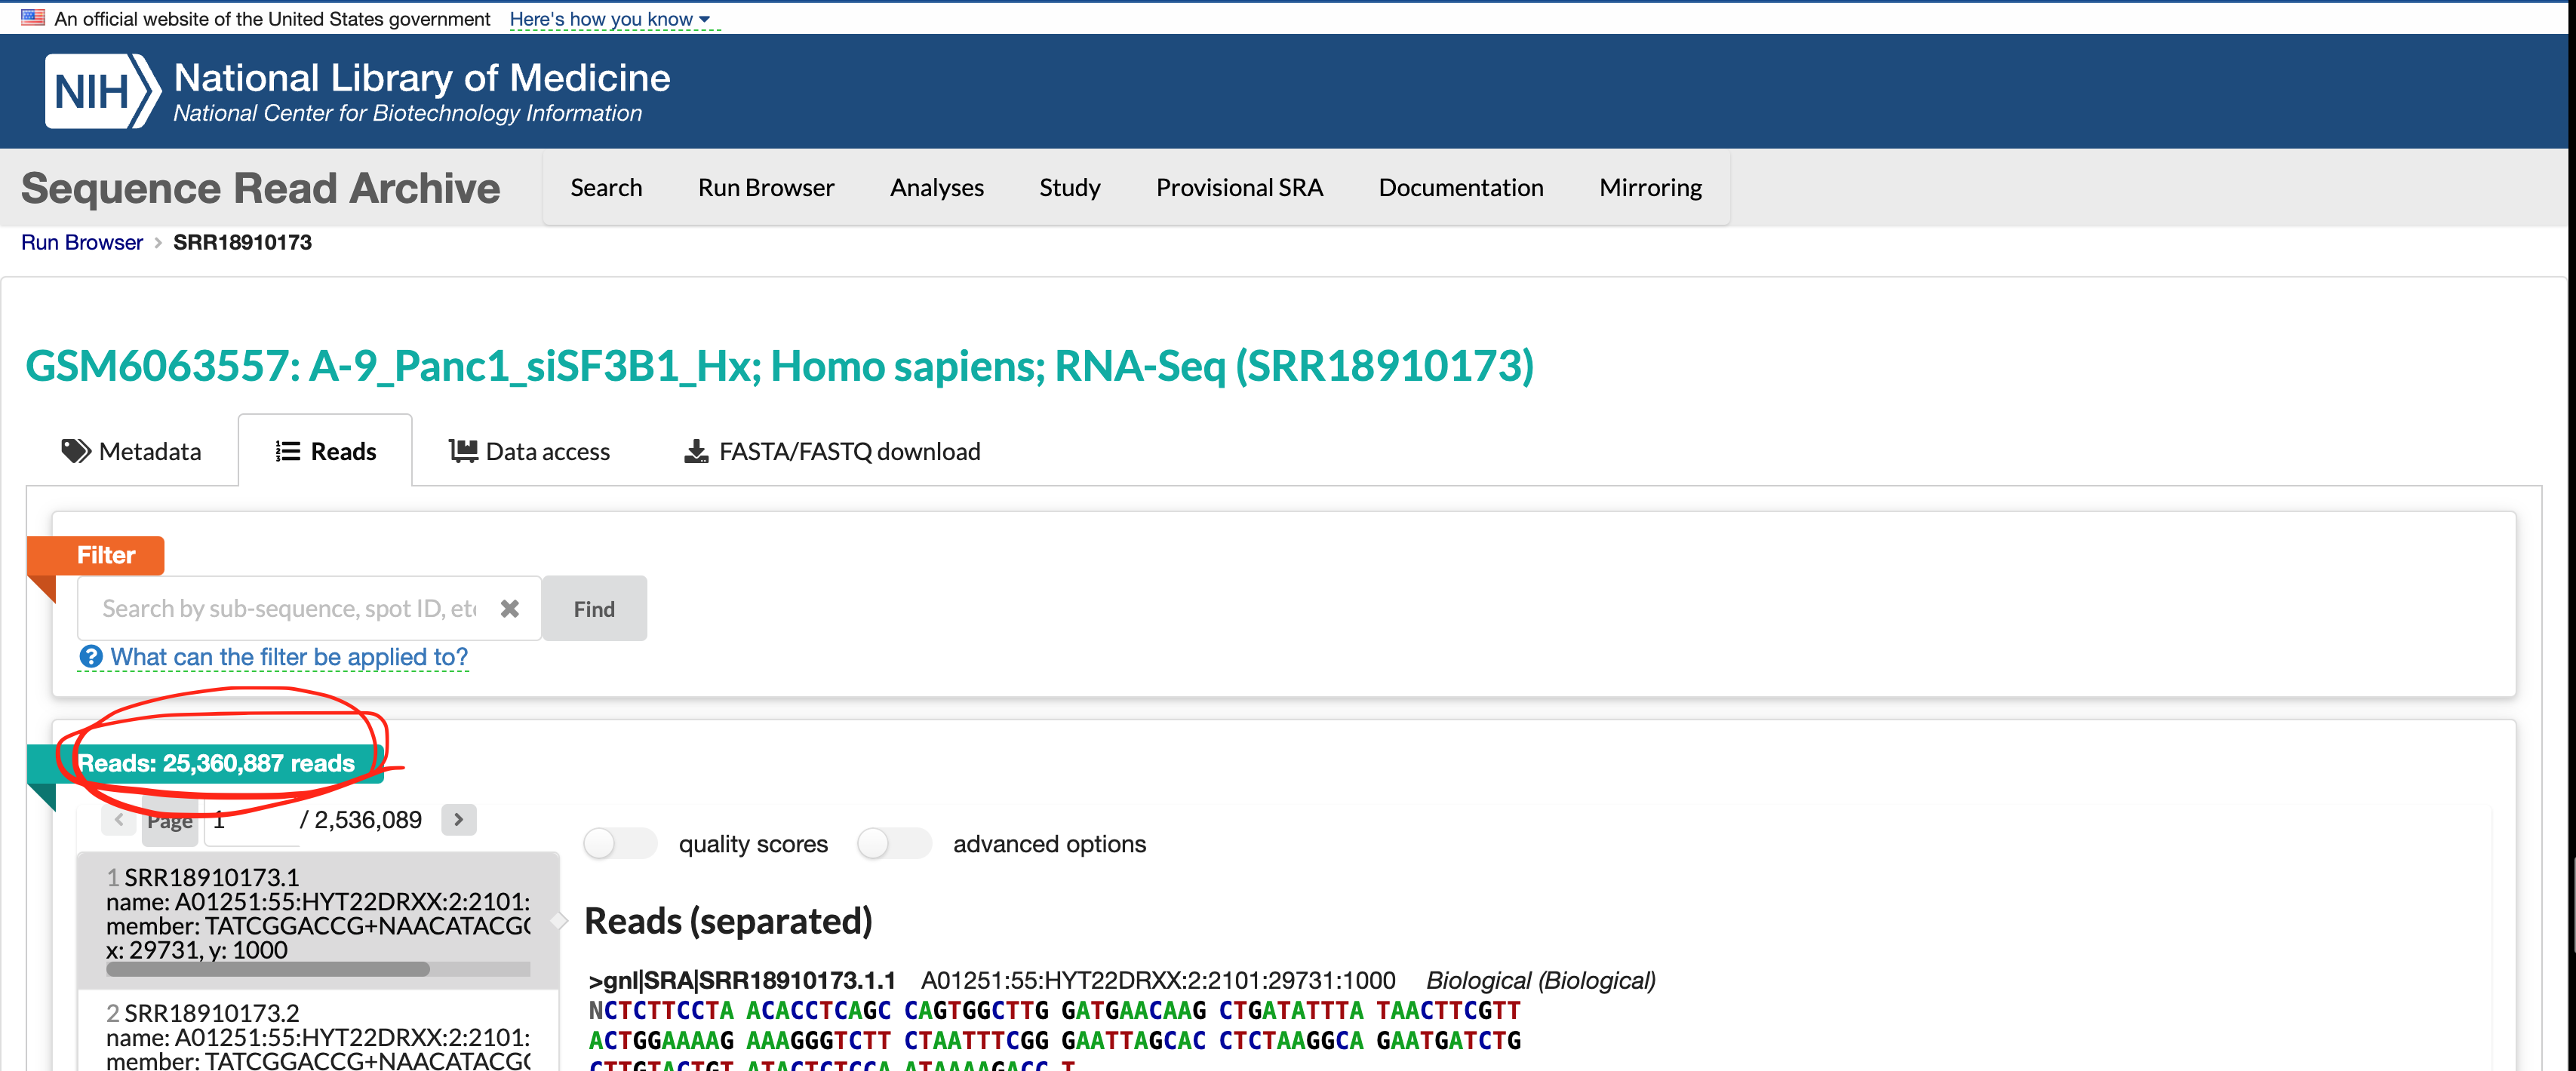 An official website of the United States government Here's how you know
NIH National Library of Medicine
National Center for Biotechnology Information
Sequence Read Archive Search Run Browser Analyses Study Provisional SRA Documentation Mirroring
Run Browser › SRR18910173
GSM6063557: A-9_Panc1_siSF3B1_Hx; Homo sapiens; RNA-Seq (SRR18910173)
Metadata Reads Data access FASTA/FASTQ download
Filter
Search by sub-sequence, spot ID, etc Find
What can the filter be applied to?
Reads: 25,360,887 reads
Page 1 / 2,536,089
quality scores advanced options
1 SRR18910173.1
name: A01251:55:HYT22DRXX:2:2101:
member: TATCGGACCG+NAACATACGC
x: 29731, y: 1000
2 SRR18910173.2
name: A01251:55:HYT22DRXX:2:2101:
member: TATCGGACCG+NAACATACGC
Reads (separated)
>gnl|SRA|SRR18910173.1.1 A01251:55:HYT22DRXX:2:2101:29731:1000 Biological (Biological)
NCTCTTCCTA ACACCTCAGC CAGTGGCTTG GATGAACAAG CTGATATTTA TAACTTCGTT
ACTGGAAAAG AAAGGGTCTT CTAATTTCGG GAATTAGCAC CTCTAAGGCA GAATGATCTG
CTTGTACTGT ATACTCTCCA ATAAAAGACC T